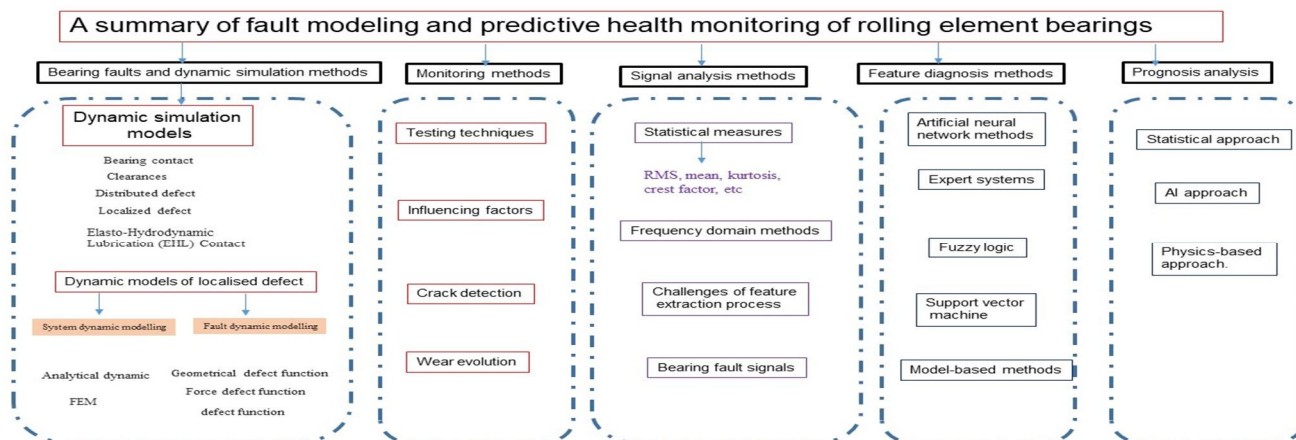 A summary of fault modeling and predictive health monitoring of rolling element bearings
Bearing faults and dynamic simulation methods
Dynamic simulation
models
Bearing contact
Clearances
Distributed defect
Localized defect
Elasto-Hydrodynamic
Lubrication (EHL) Contact
Dynamic models of localised defect
System dynamic modelling
Fault dynamic modelling
Analytical dynamic
FEM
Geometrical defect function
Force defect function
defect function
Monitoring methods
Testing techniques
Influencing factors
Crack detection
Wear evolution
Signal analysis methods
Statistical measures
RMS, mean, kurtosis,
crest factor, etc
Frequency domain methods
Challenges of feature
extraction process
Bearing fault signals
Feature diagnosis methods
Artificial neural
network methods
Expert systems
Fuzzy logic
Support vector
machine
Model-based methods
Prognosis analysis
Statistical approach
AI approach
Physics-based
approach.